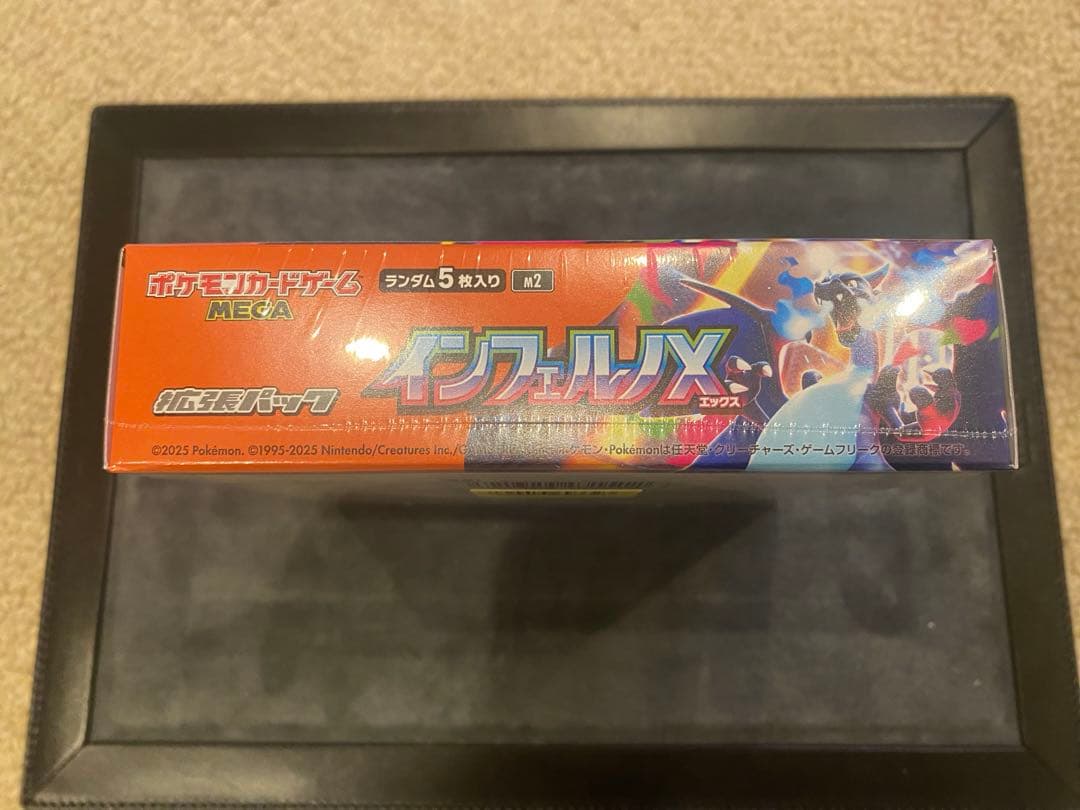 ポケモンカードゲーム
MEGA
ランダム5枚入り M2
インフェルノX
エックス
拡張パック
©2025 Pokémon. ©1995-2025 Nintendo/Creatures Inc./GAME FREAK inc. ポケモン・Pokémonは任天堂・クリーチャーズ・ゲームフリークの登録商標です。